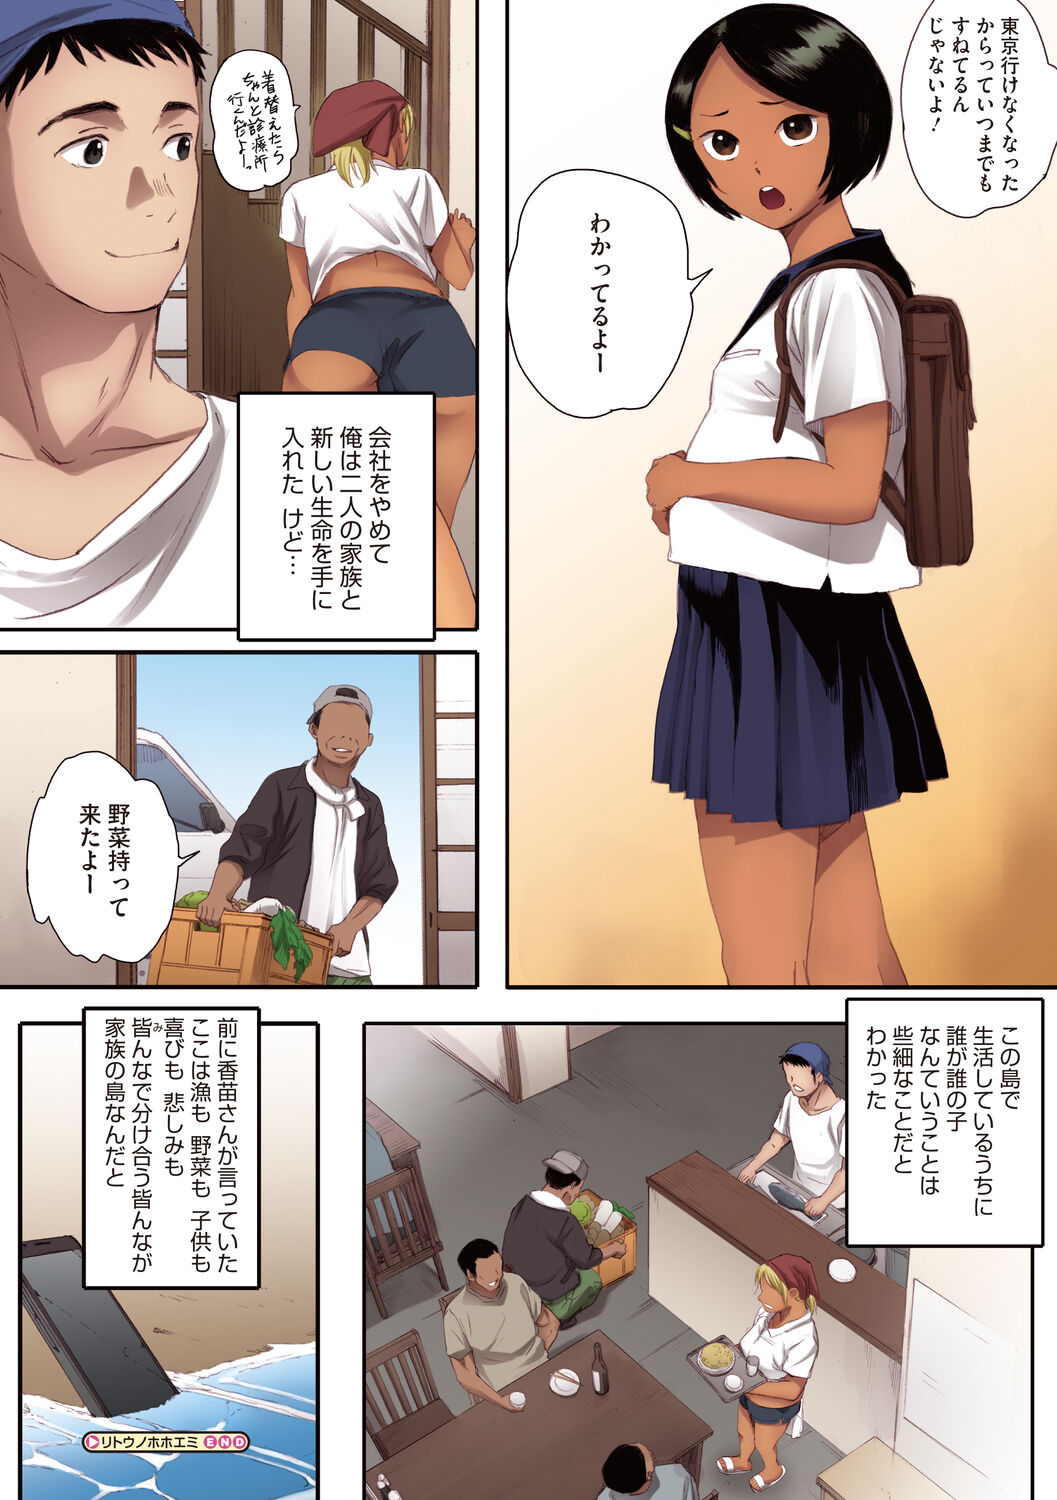 東京行けなくなった
からっていつまでも
すねてるん
じゃないよ！
わかってるよー
着替えたら
ちゃんと診療所
行くんだよーっ
会社をやめて
俺は二人の家族と
新しい生命を手に
入れた けど…
野菜持って
来たよー
この島で
生活しているうちに
誰が誰の子
なんていうことは
些細なことだと
わかった
前に香苗さんが言っていた
ここは漁も 野菜も 子供も
喜びも 悲しみも
皆んなで分け合う皆んなが
み
家族の島なんだと
リトウノホホエミ END